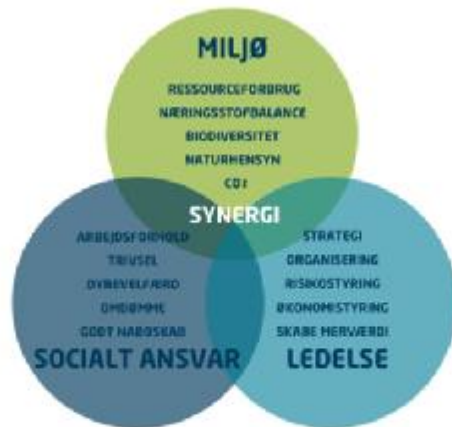 MILJØ
RESSOURCEFORBRUG
NÆRINGSSTOFBALANCE
BIODIVERSITET
NATURHENSYN
CO2
SYNERGI
ARBEJDSFORHOLD
TRIVSEL
DYREVELFÆRD
OMDØMME
GODT NABOSKAB
SOCIALT ANSVAR
STRATEGI
ORGANISERING
RISIKOSTYRING
ØKONOMISTYRING
SKABE MERVÆRDI
LEDELSE